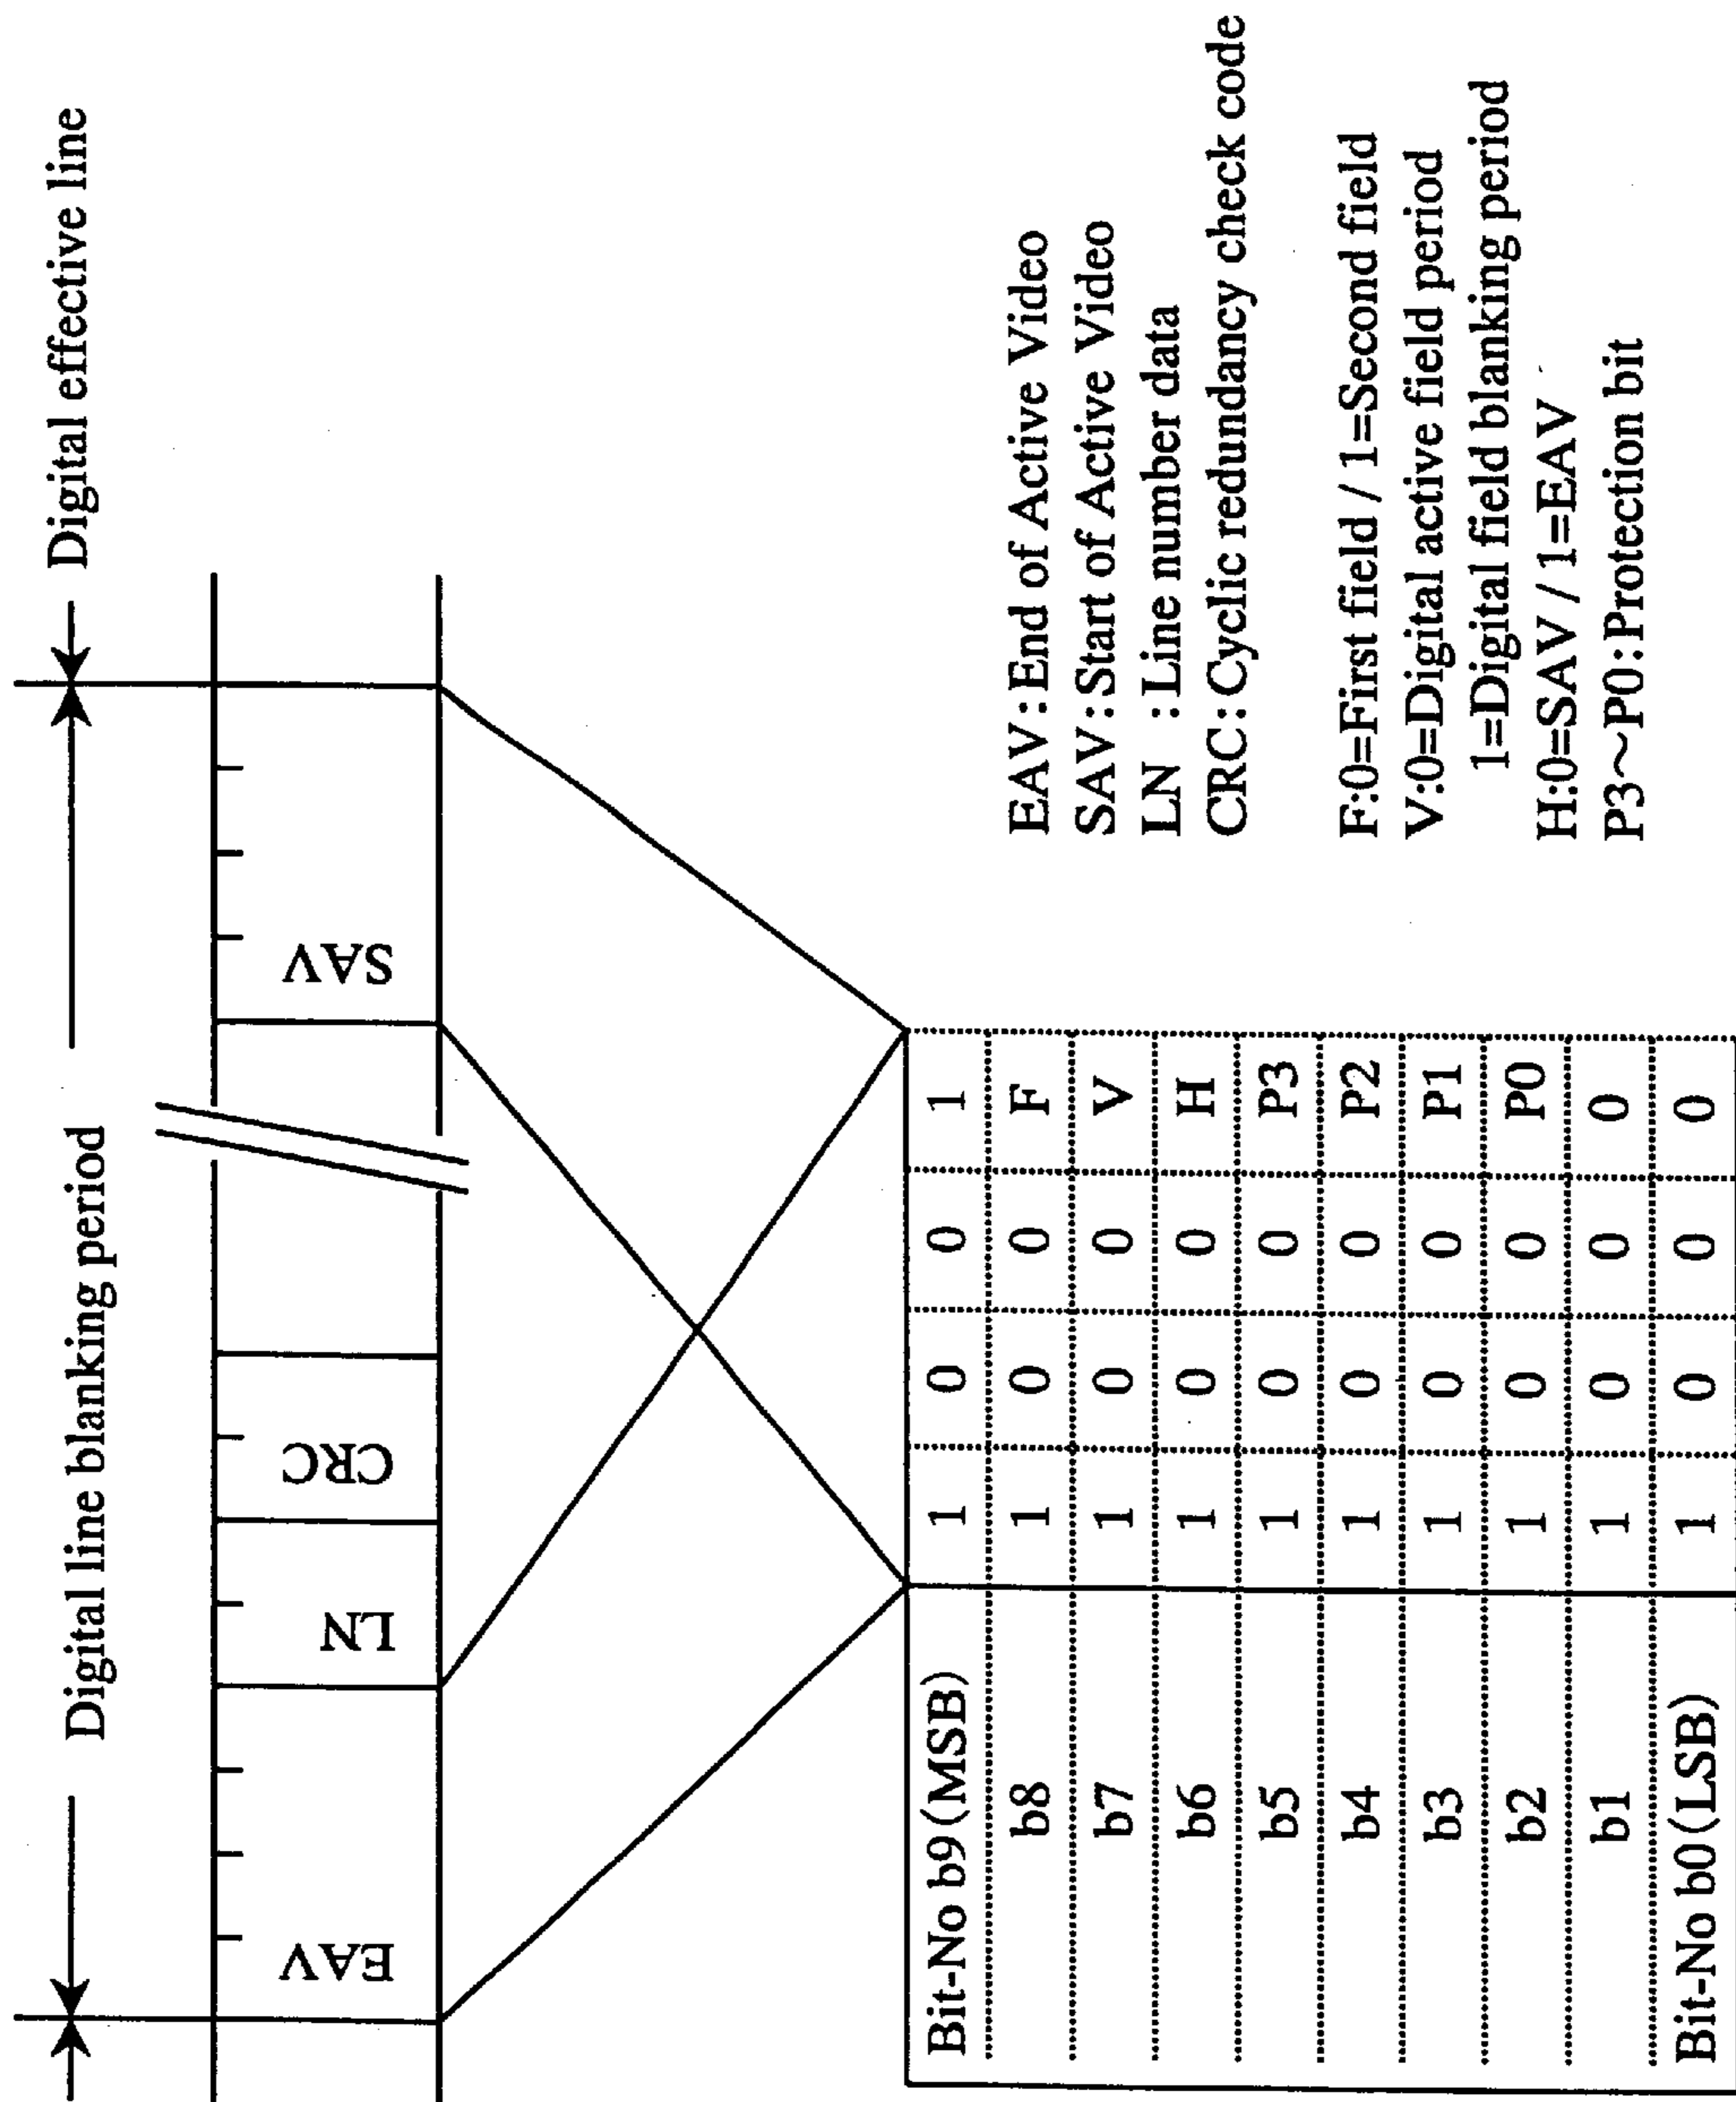 Digital line blanking period
Digital effective line
EAV
LN
CRC
SAV
Bit-No b9(MSB) 1 0 0 1
b8 1 0 0 F
b7 1 0 0 V
b6 1 0 0 H
b5 1 0 0 P3
b4 1 0 0 P2
b3 1 0 0 P1
b2 1 0 0 P0
b1 1 0 0 0
Bit-No b0(LSB) 1 0 0 0
EAV:End of Active Video
SAV:Start of Active Video
LN :Line number data
CRC:Cyclic redundancy check code
F:0=First field / 1=Second field
V:0=Digital active field period
1=Digital field blanking period
H:0=SAV / 1=EAV
P3~P0:Protection bit